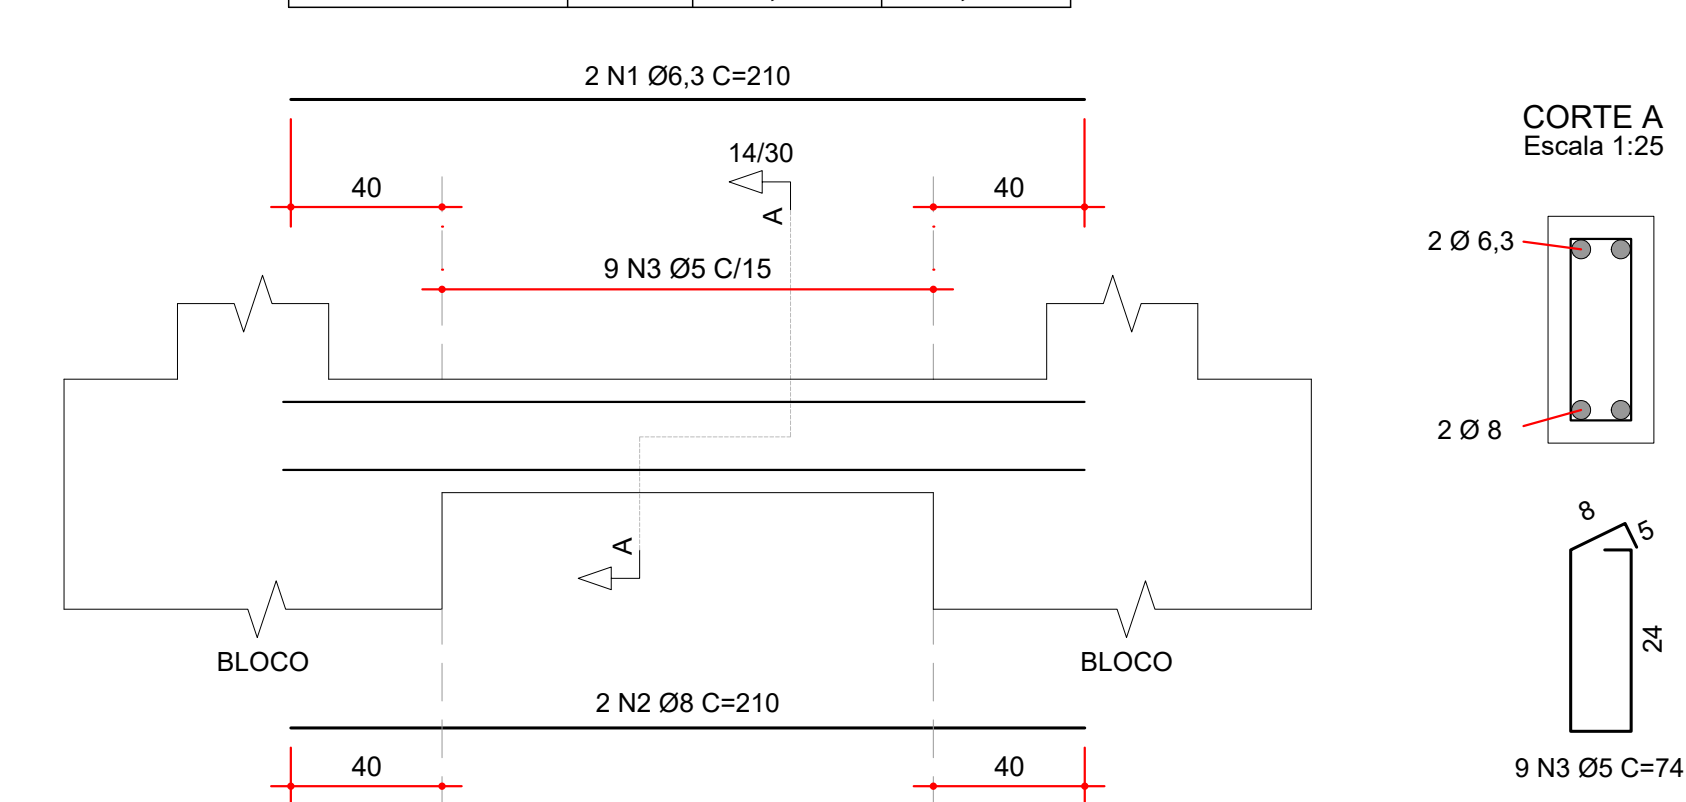 2 N1 Ø6,3 C=210
CORTE A
Escala 1:25
14/30
40
40
A
2 Ø 6,3
9 N3 Ø5 C/15
2 Ø 8
8
5
A
24
BLOCO
BLOCO
2 N2 Ø8 C=210
40
40
9 N3 Ø5 C=74